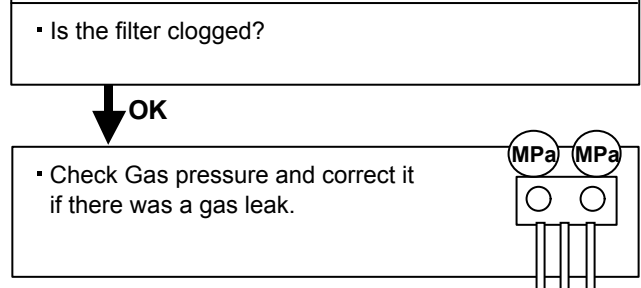 ▪ Is the filter clogged?
OK
▪ Check Gas pressure and correct it
if there was a gas leak.
MPa MPa